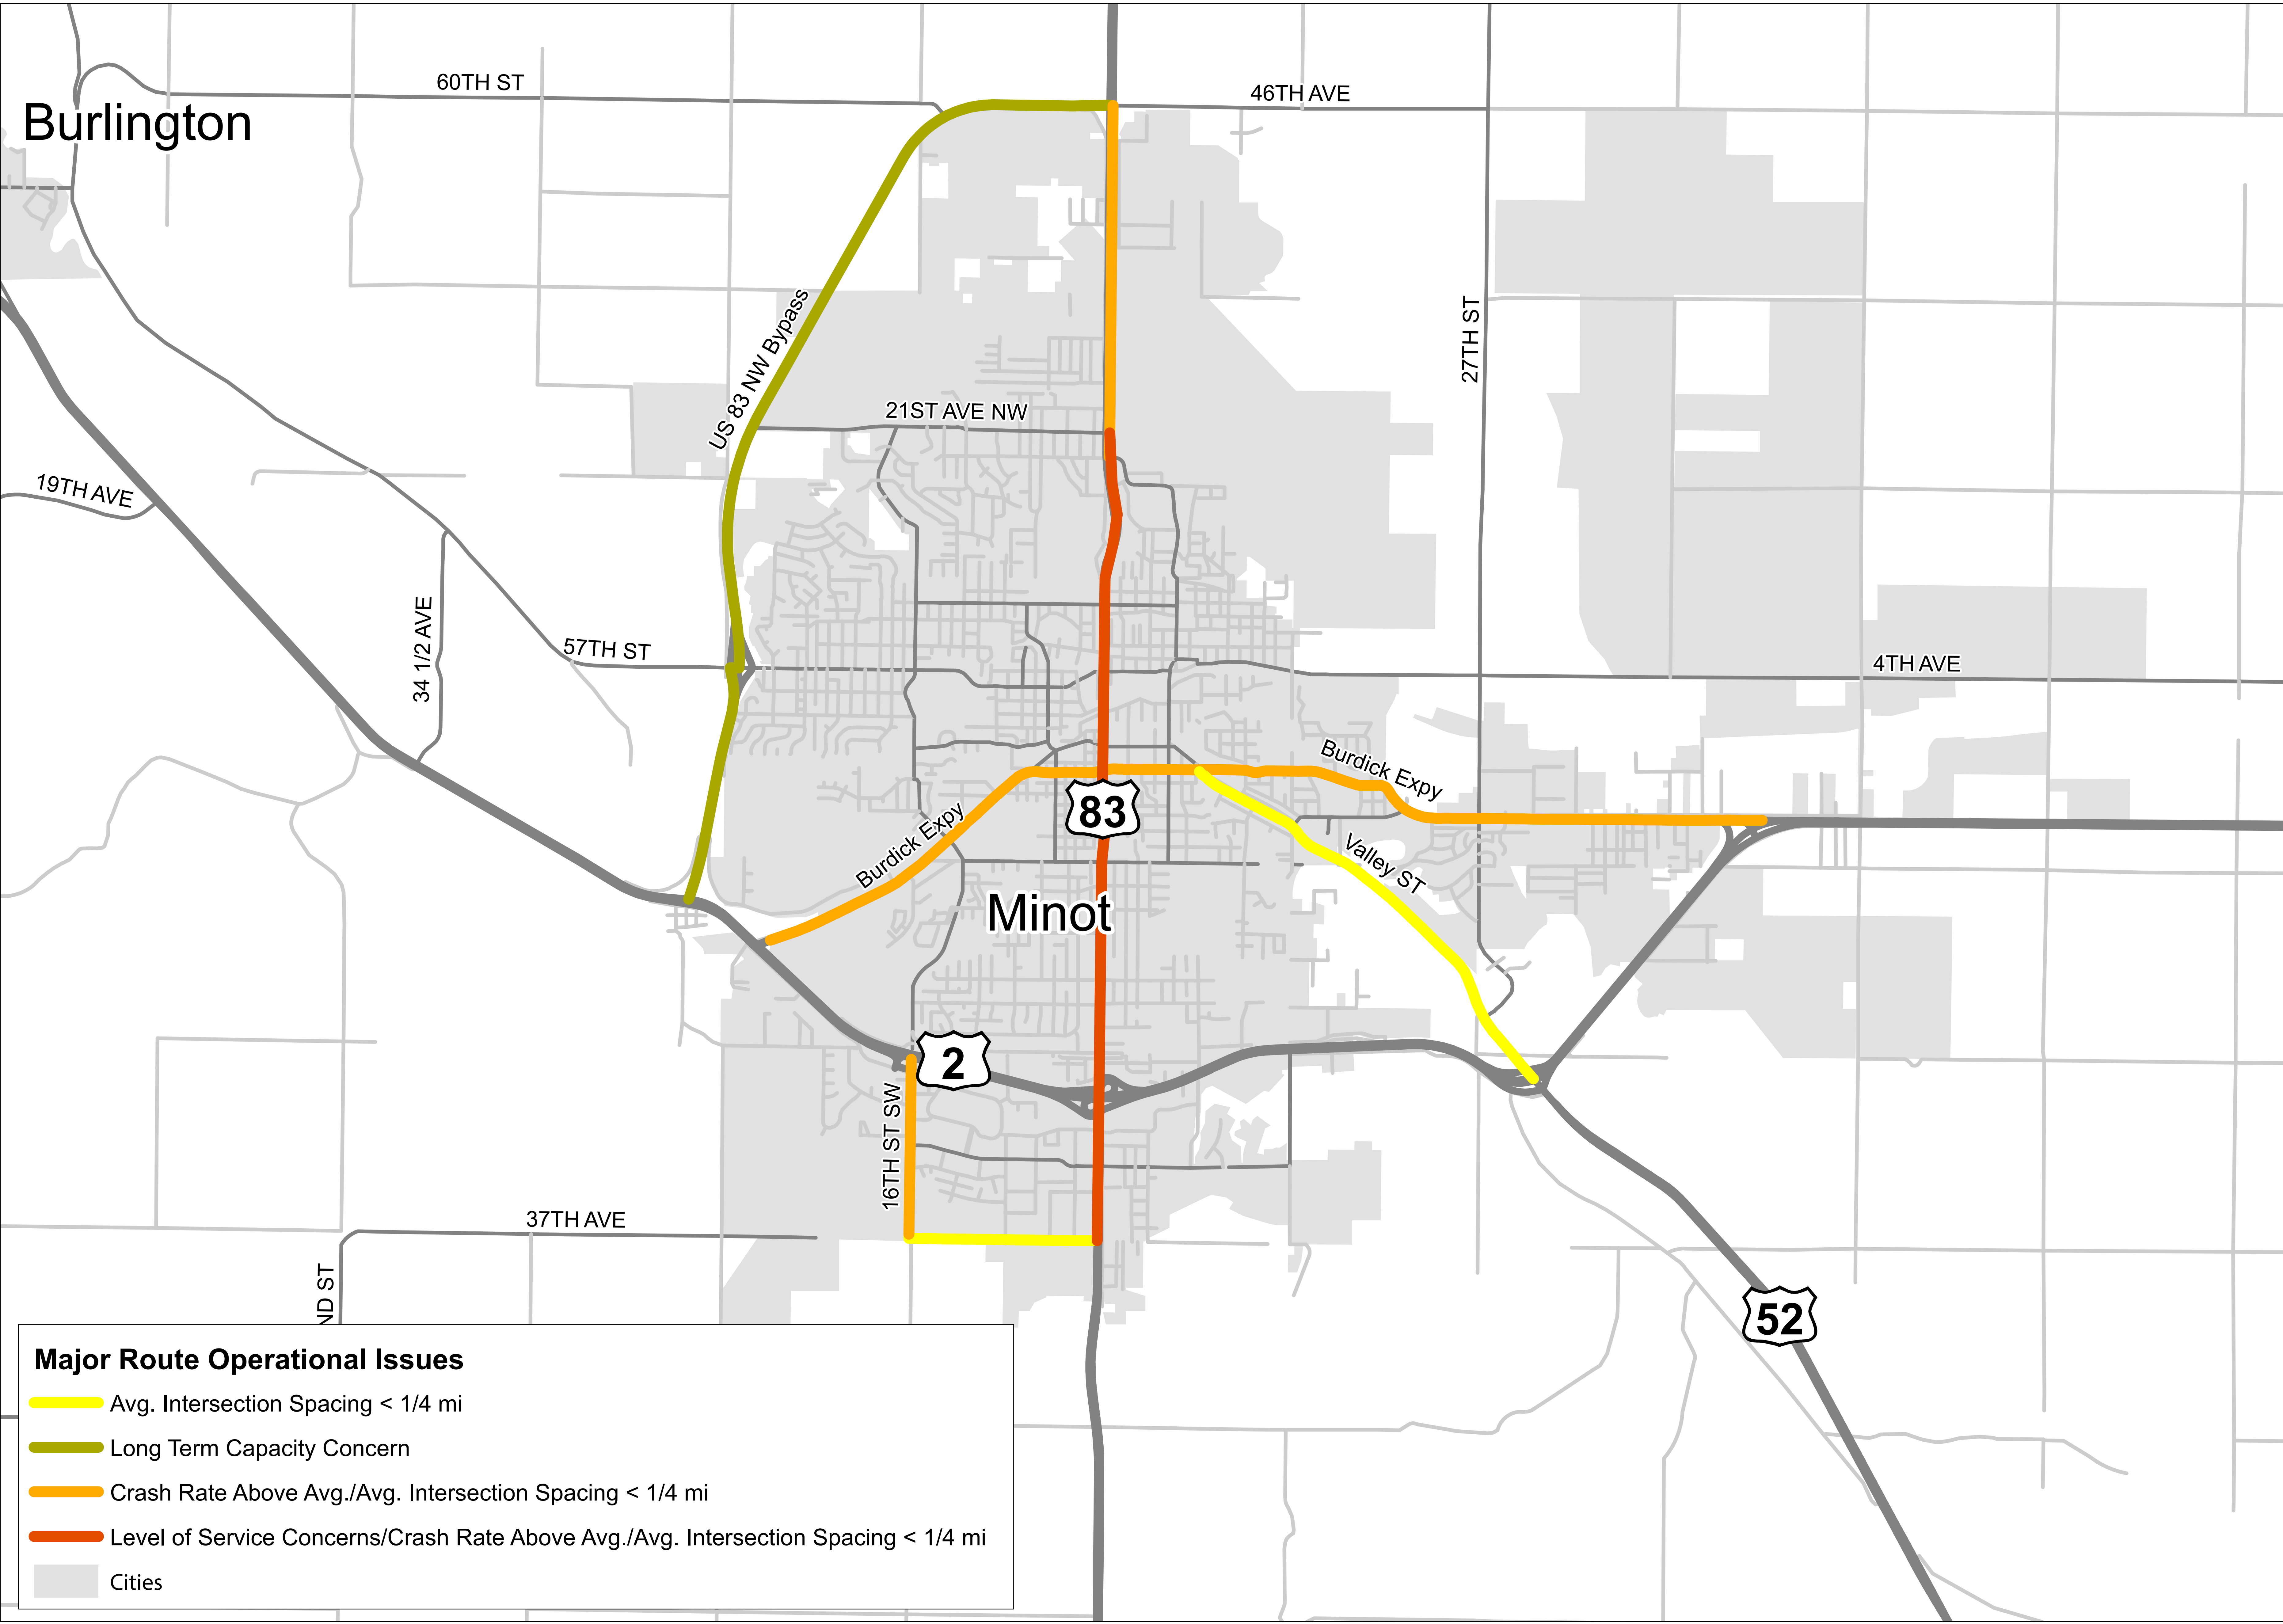 60TH ST
46TH AVE
Burlington
US 83 NW Bypass
27TH ST
21ST AVE NW
19TH AVE
34 1/2 AVE
57TH ST
4TH AVE
Burdick Expy
83
Burdick Expy
Valley ST
Minot
2
16TH ST SW
37TH AVE
ND ST
52
Major Route Operational Issues
Avg. Intersection Spacing < 1/4 mi
Long Term Capacity Concern
Crash Rate Above Avg./Avg. Intersection Spacing < 1/4 mi
Level of Service Concerns/Crash Rate Above Avg./Avg. Intersection Spacing < 1/4 mi
Cities